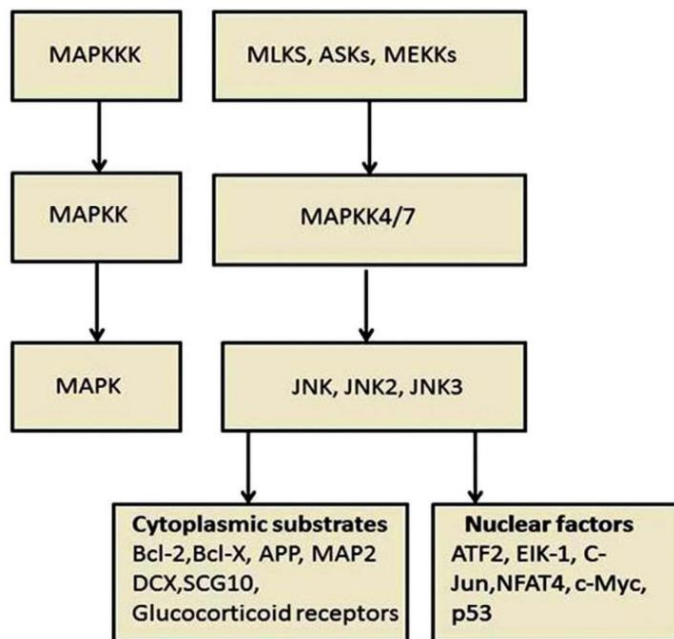 MAPKKK
MLKS, ASKs, MEKKs
MAPKK
MAPKK4/7
MAPK
JNK, JNK2, JNK3
Cytoplasmic substrates
Bcl-2,Bcl-X, APP, MAP2
DCX,SCG10,
Glucocorticoid receptors
Nuclear factors
ATF2, EIK-1, C-
Jun,NFAT4, c-Myc,
p53